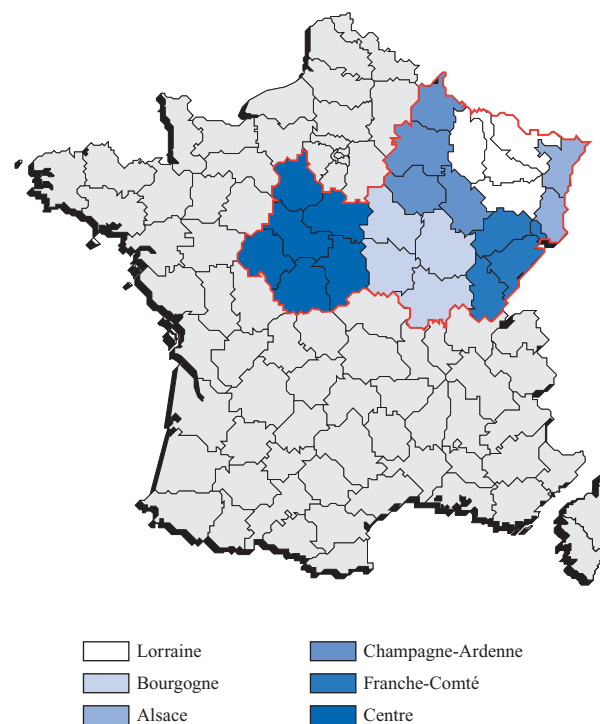 Lorraine
Bourgogne
Alsace
Champagne-Ardenne
Franche-Comté
Centre